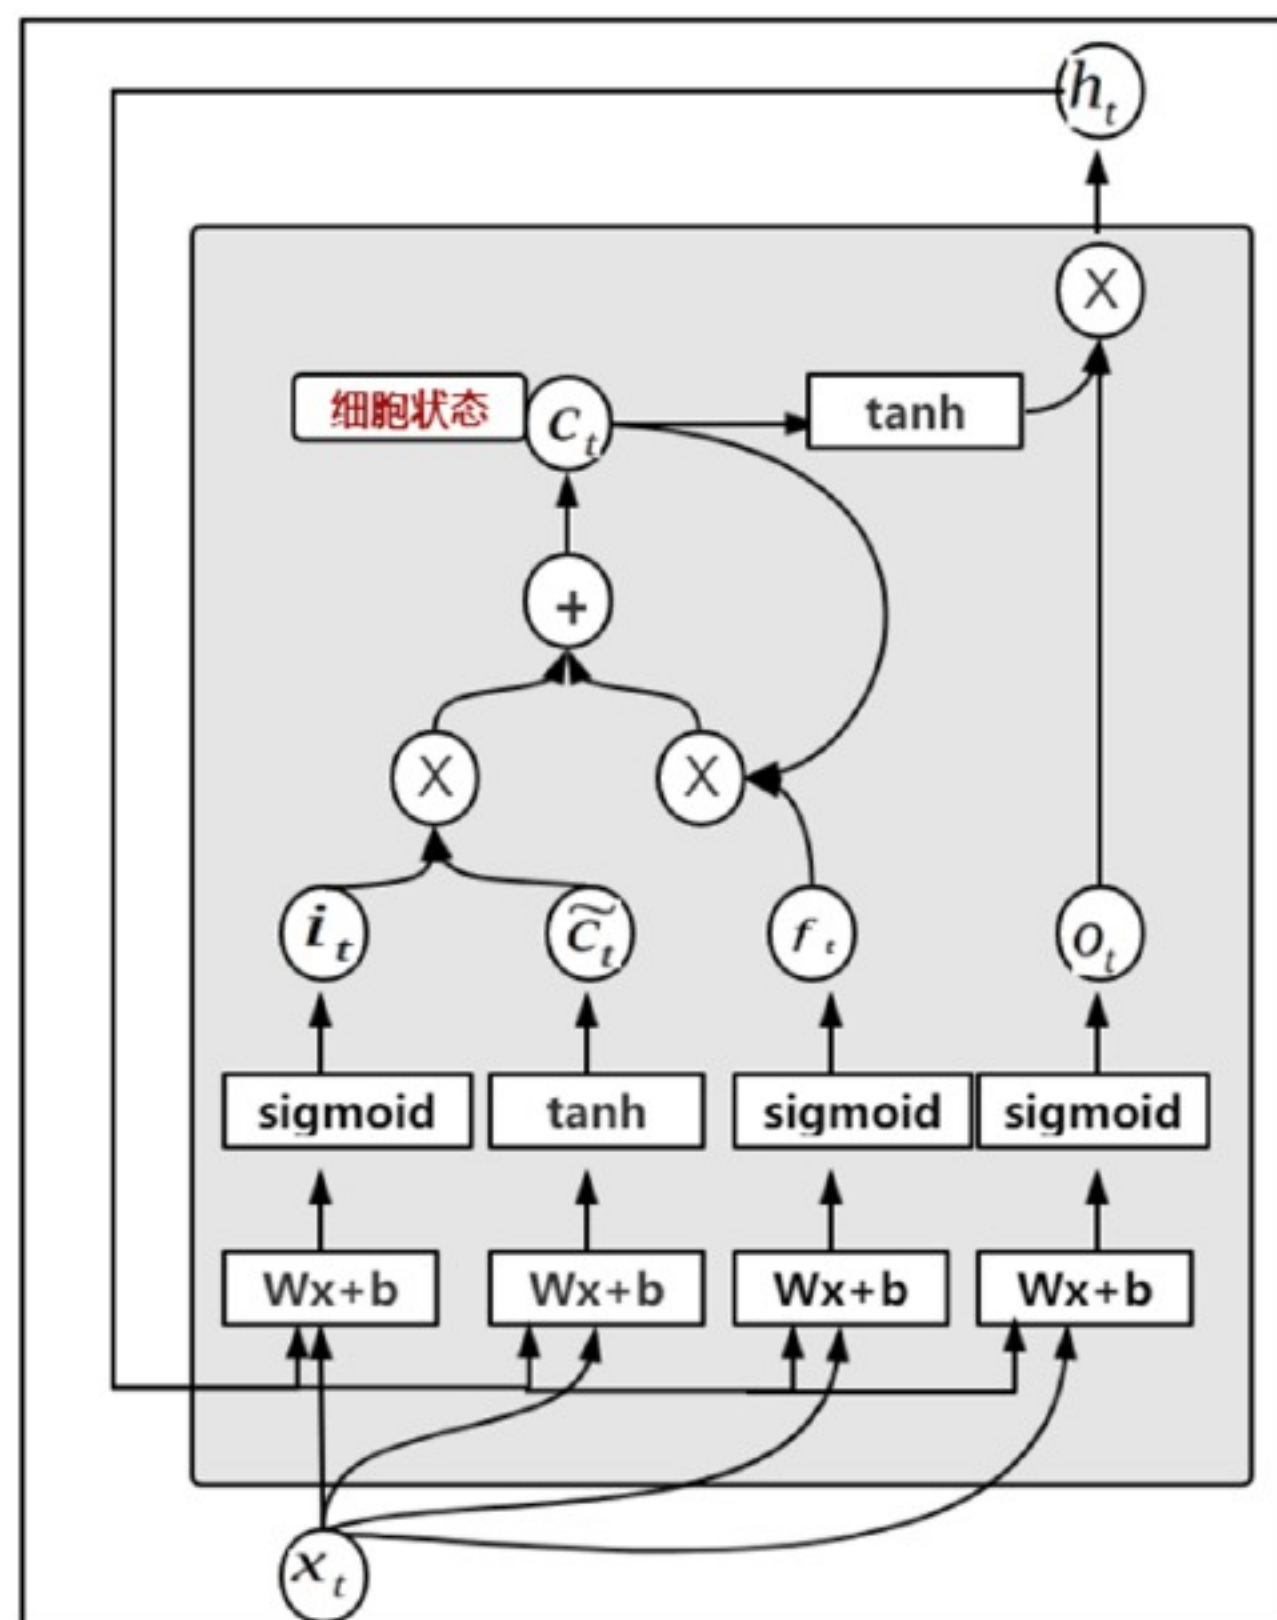 h_t
X
细胞状态 c_t tanh
+
X X
i_t c̃_t f_t o_t
sigmoid tanh sigmoid sigmoid
Wx+b Wx+b Wx+b Wx+b
x_t